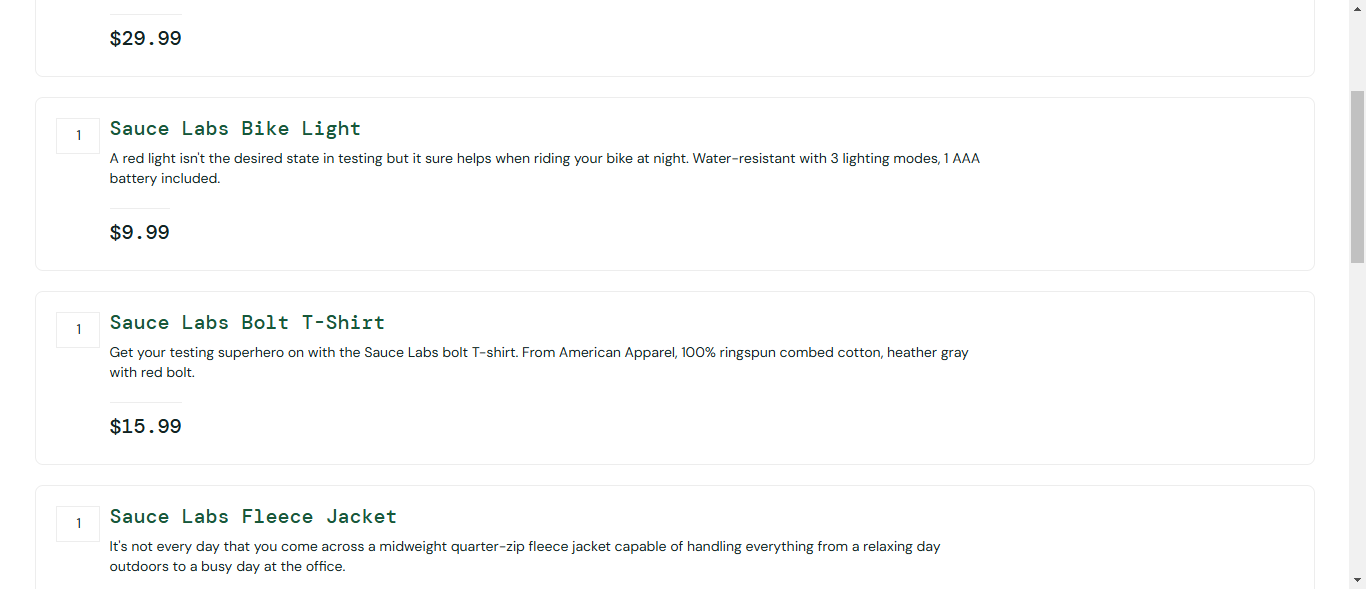 $29.99
1
Sauce Labs Bike Light
A red light isn't the desired state in testing but it sure helps when riding your bike at night. Water-resistant with 3 lighting modes, 1 AAA
battery included.
$9.99
1
Sauce Labs Bolt T-Shirt
Get your testing superhero on with the Sauce Labs bolt T-shirt. From American Apparel, 100% ringspun combed cotton, heather gray
with red bolt.
$15.99
1
Sauce Labs Fleece Jacket
It's not every day that you come across a midweight quarter-zip fleece jacket capable of handling everything from a relaxing day
outdoors to a busy day at the office.